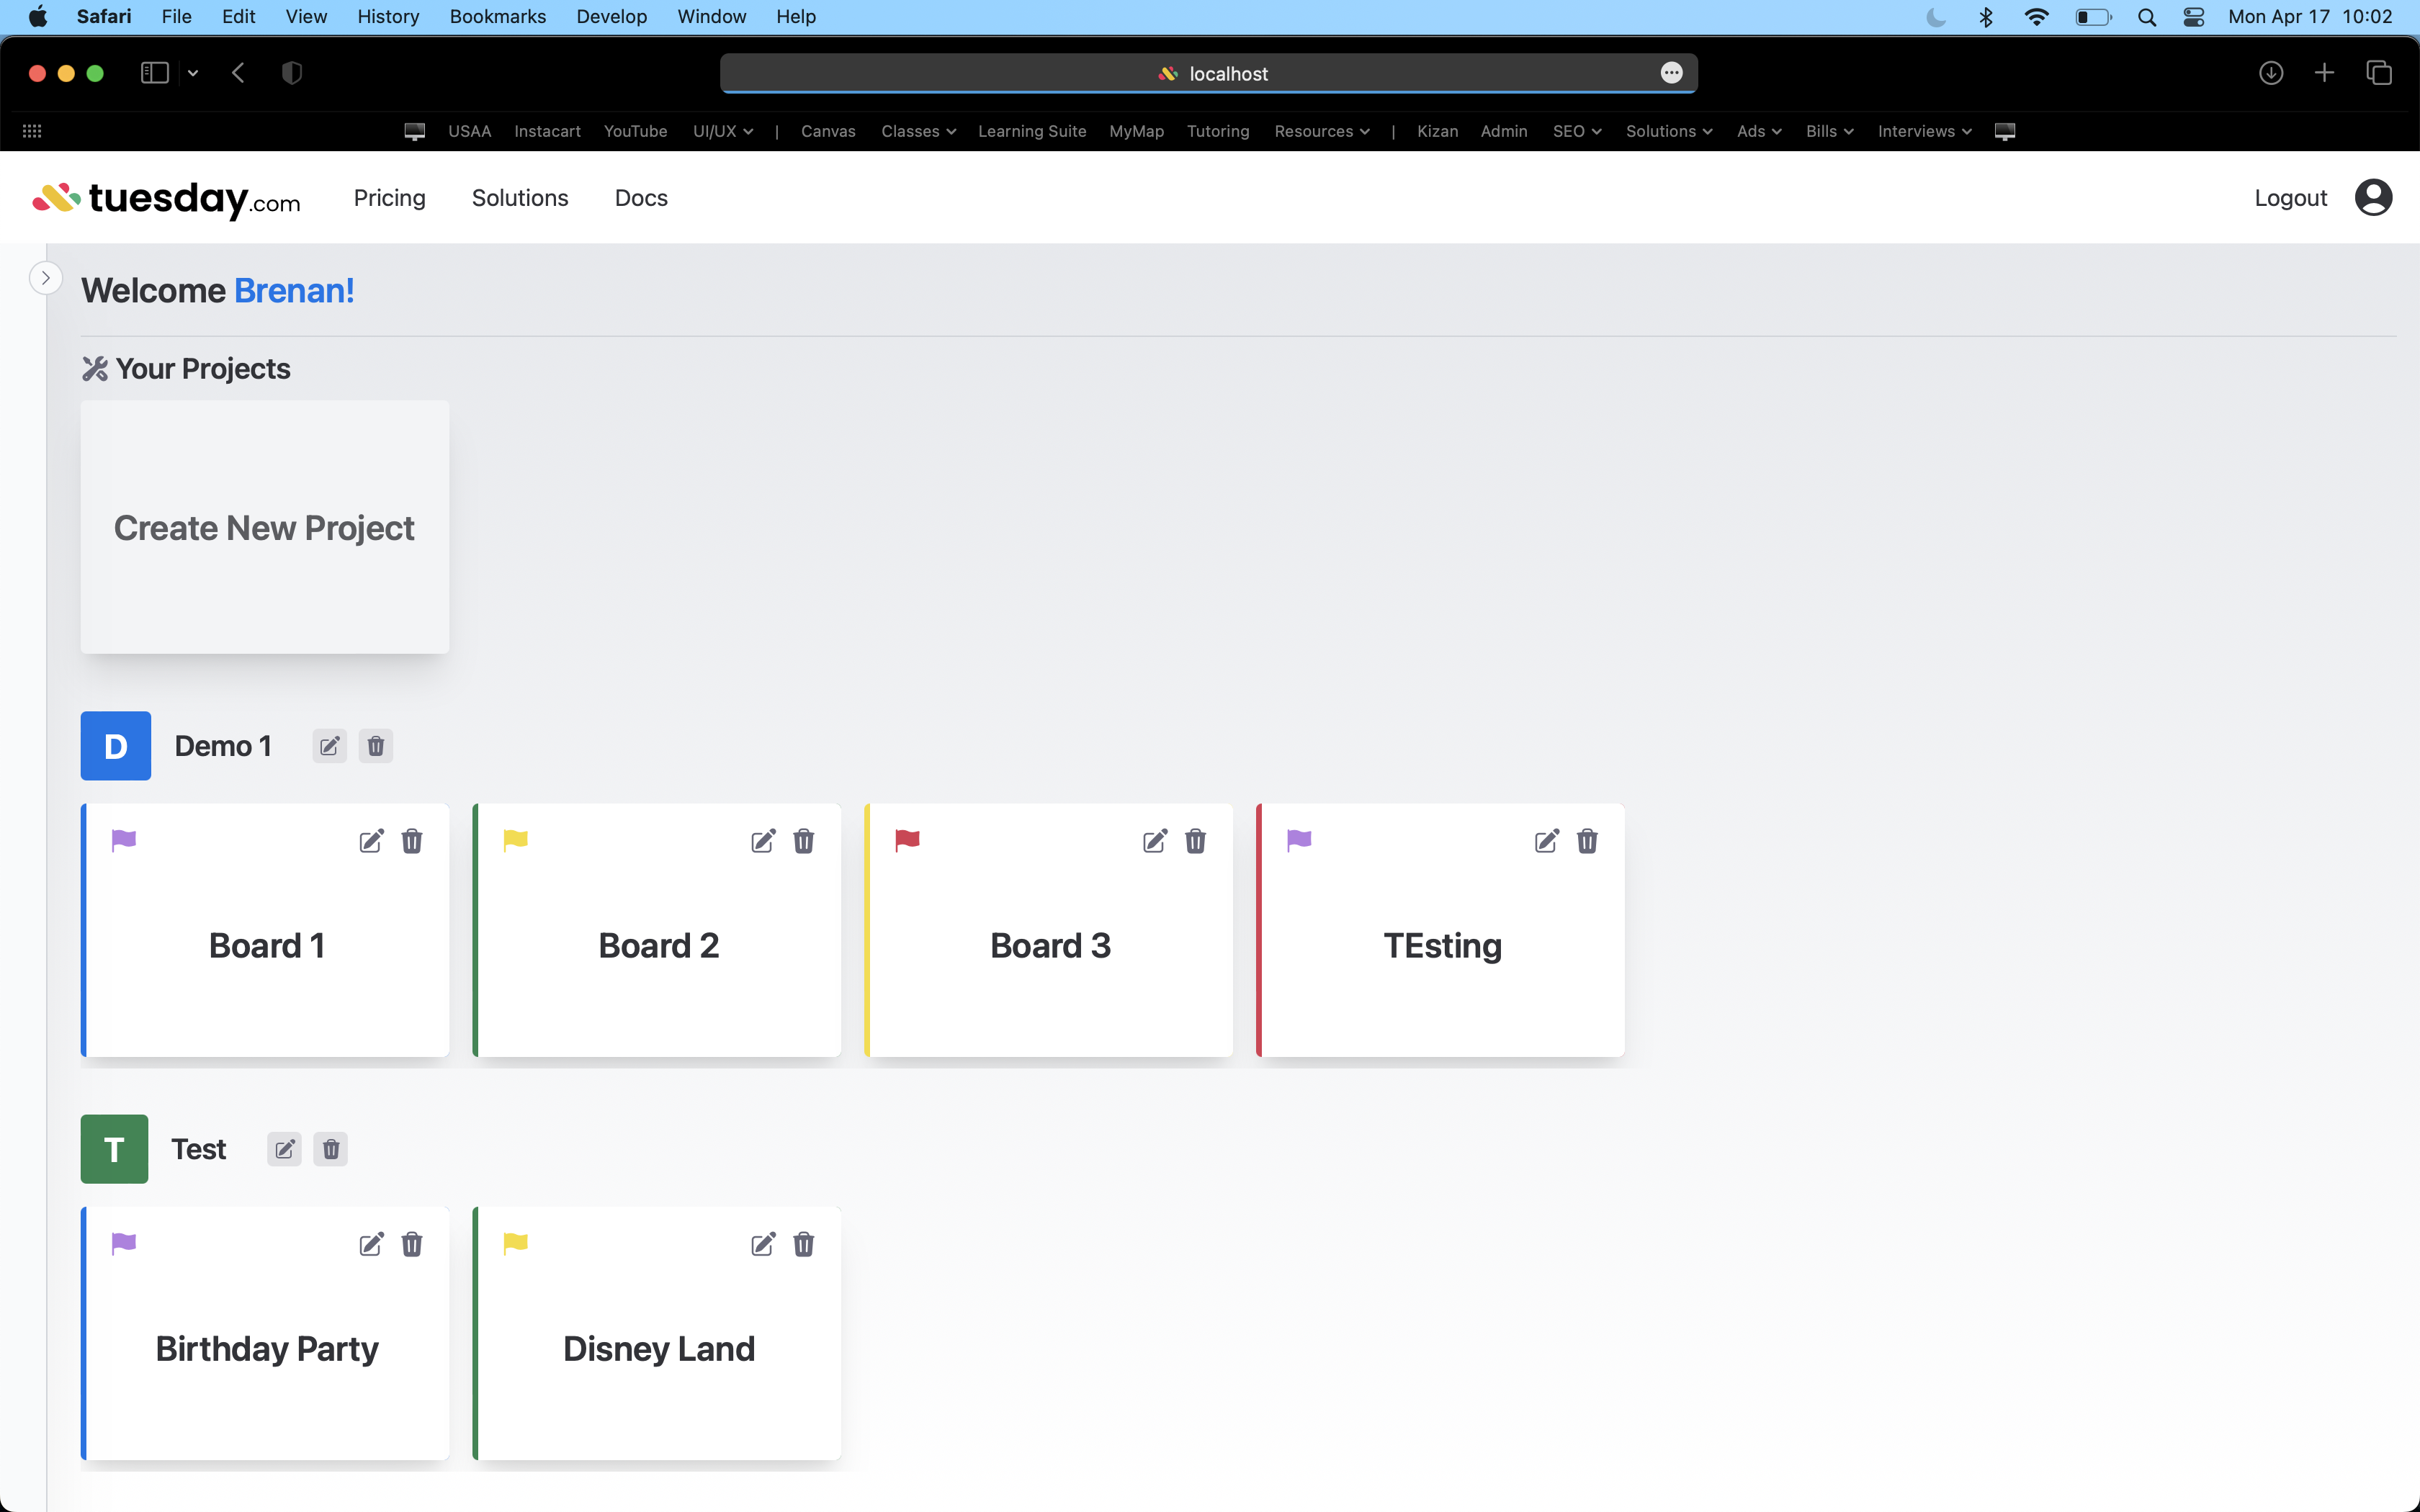 Safari File Edit View History Bookmarks Develop Window Help Mon Apr 17 10:02
localhost
USAA Instacart YouTube UI/UX | Canvas Classes Learning Suite MyMap Tutoring Resources | Kizan Admin SEO Solutions Ads Bills Interviews
tuesday.com Pricing Solutions Docs Logout
Welcome Brenan!
Your Projects
Create New Project
D Demo 1
Board 1 Board 2 Board 3 TEsting
T Test
Birthday Party Disney Land